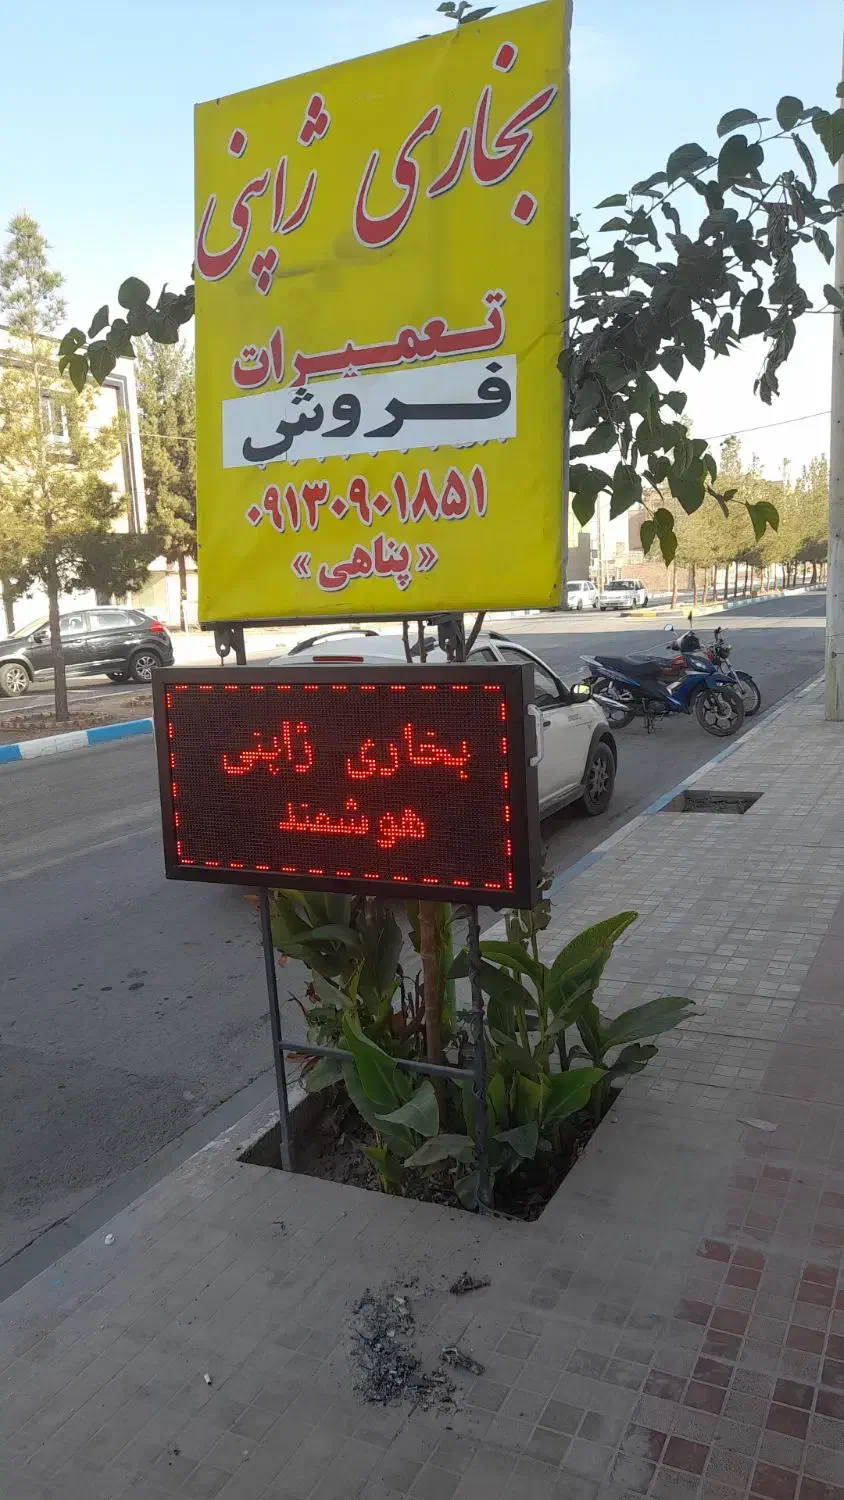 بخاری ژاپنی
تعمیرات
فروش
۰۹۱۳۰۹۰۱۸۵۱
«پناهی»
بخاری ژاپنی
هوشمند